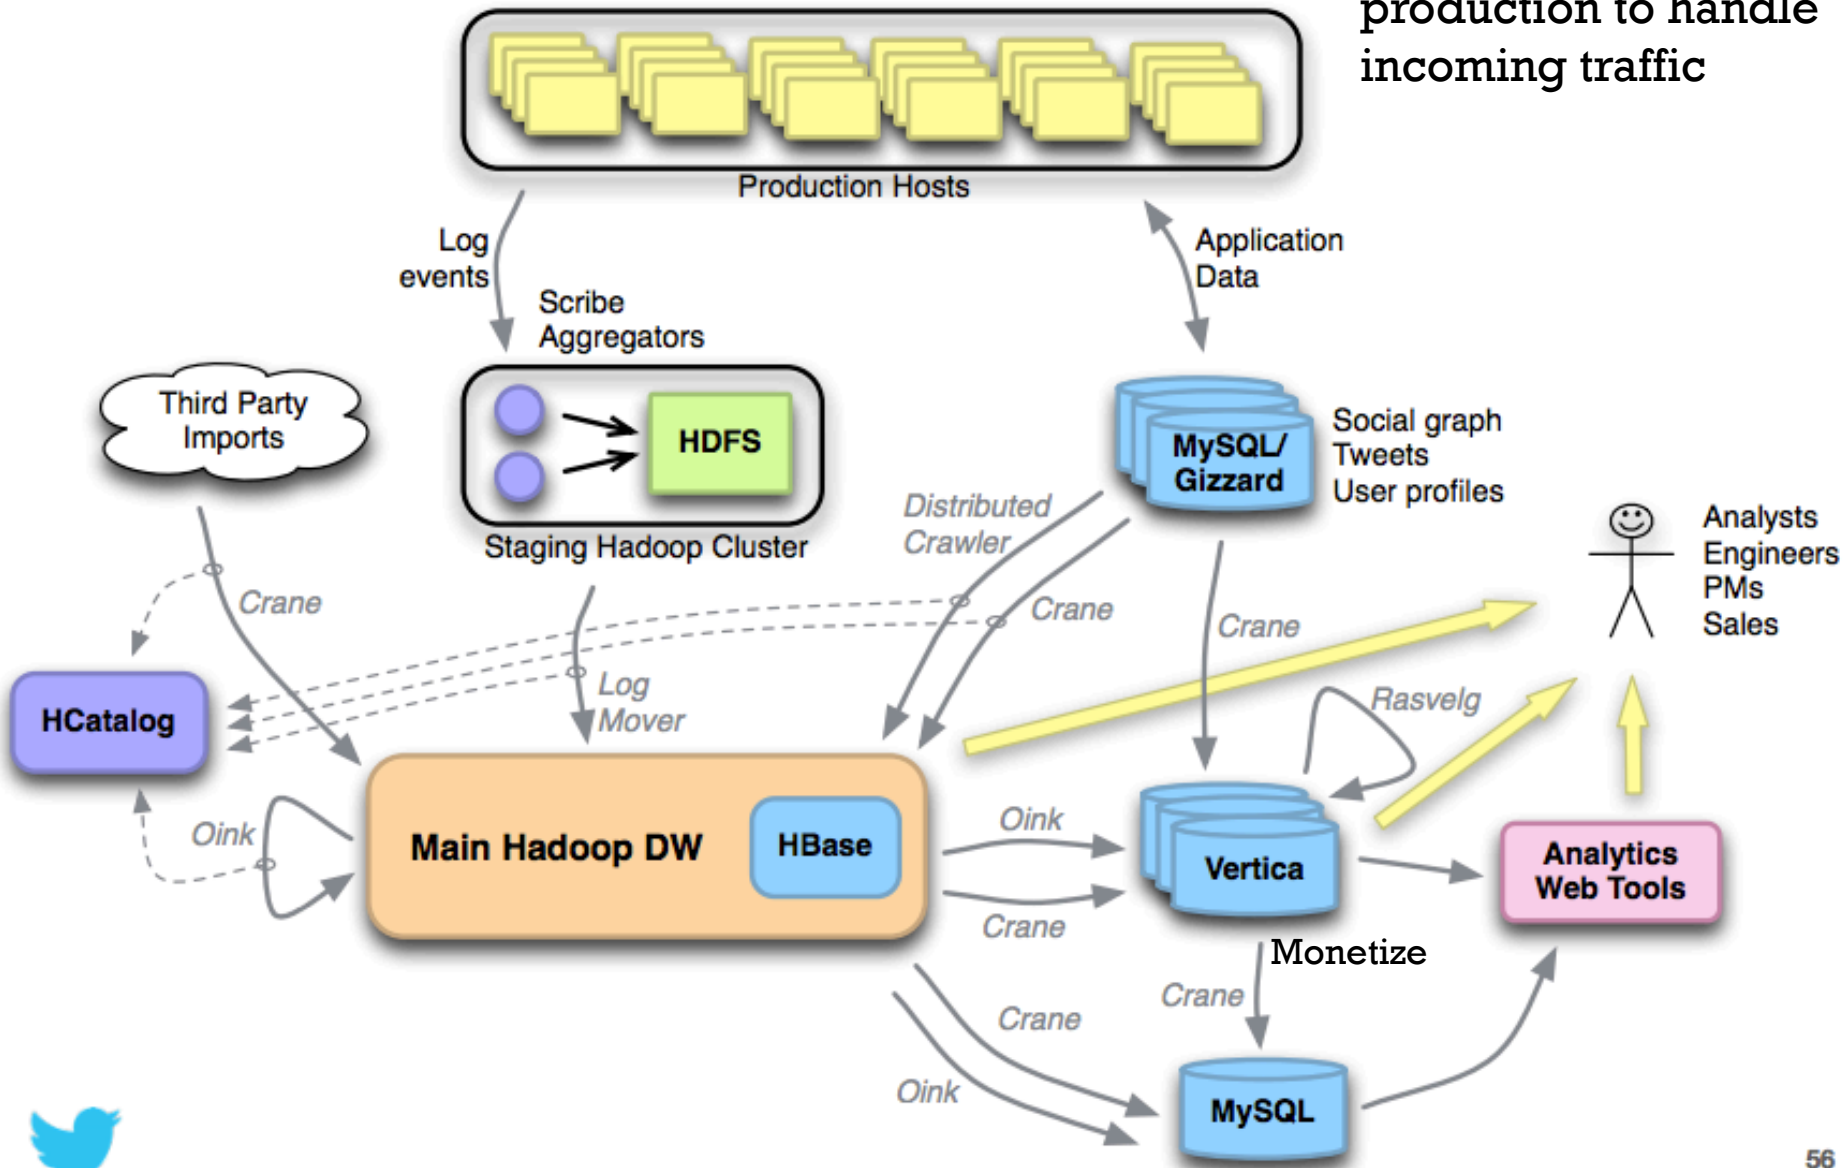 production to handle
incoming traffic
Production Hosts
Log
events
Application
Data
Scribe
Aggregators
Third Party
Imports
HDFS
MySQL/
Gizzard
Social graph
Tweets
User profiles
Staging Hadoop Cluster
Distributed
Crawler
Analysts
Engineers
PMs
Sales
Crane
Crane
Crane
Log
Mover
Rasvelg
HCatalog
Oink
Main Hadoop DW
HBase
Oink
Crane
Vertica
Analytics
Web Tools
Monetize
Crane
Crane
Oink
MySQL
56